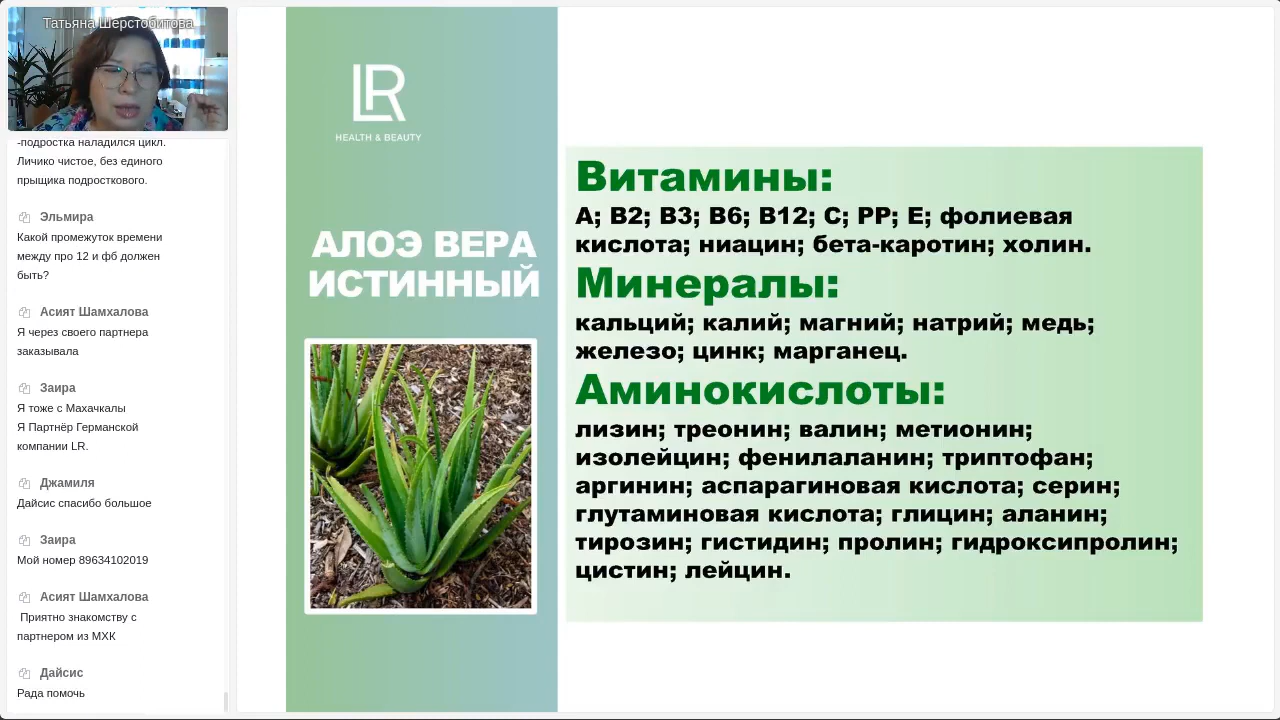 Татьяна Шерстобитова
-подростка наладился цикл.
Личико чистое, без единого
прыщика подросткового.
Эльмира
Какой промежуток времени
между про 12 и фб должен
быть?
Асият Шамхалова
Я через своего партнера
заказывала
Заира
Я тоже с Махачкалы
Я Партнёр Германской
компании LR.
Джамиля
Дайсис спасибо большое
Заира
Мой номер 89634102019
Асият Шамхалова
Приятно знакомству с
партнером из МХК
Дайсис
Рада помочь
LR
HEALTH & BEAUTY
АЛОЭ ВЕРА
ИСТИННЫЙ
Витамины:
А; В2; В3; В6; В12; С; РР; Е; фолиевая
кислота; ниацин; бета-каротин; холин.
Минералы:
кальций; калий; магний; натрий; медь;
железо; цинк; марганец.
Аминокислоты:
лизин; треонин; валин; метионин;
изолейцин; фенилаланин; триптофан;
аргинин; аспарагиновая кислота; серин;
глутаминовая кислота; глицин; аланин;
тирозин; гистидин; пролин; гидроксипролин;
цистин; лейцин.